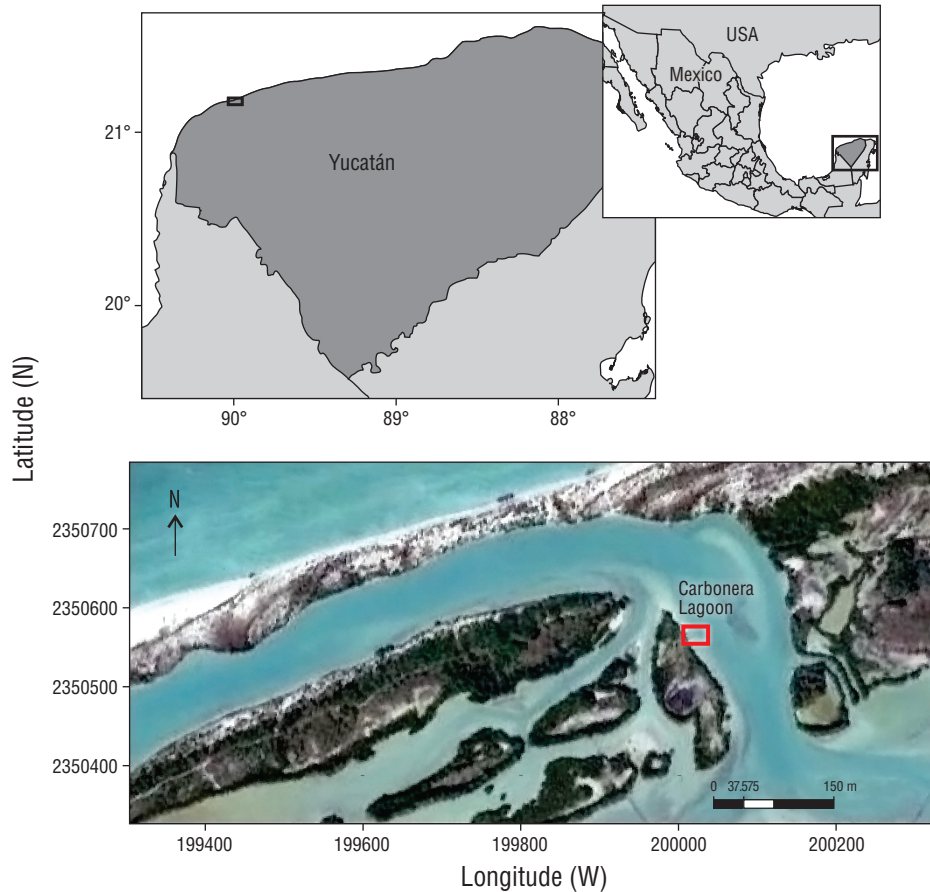 USA
Mexico
Yucatán
21°
20°
90°
89°
88°
Latitude (N)
N
2350700
2350600
2350500
2350400
Carbonera
Lagoon
0 37.575 150 m
199400
199600
199800
200000
200200
Longitude (W)